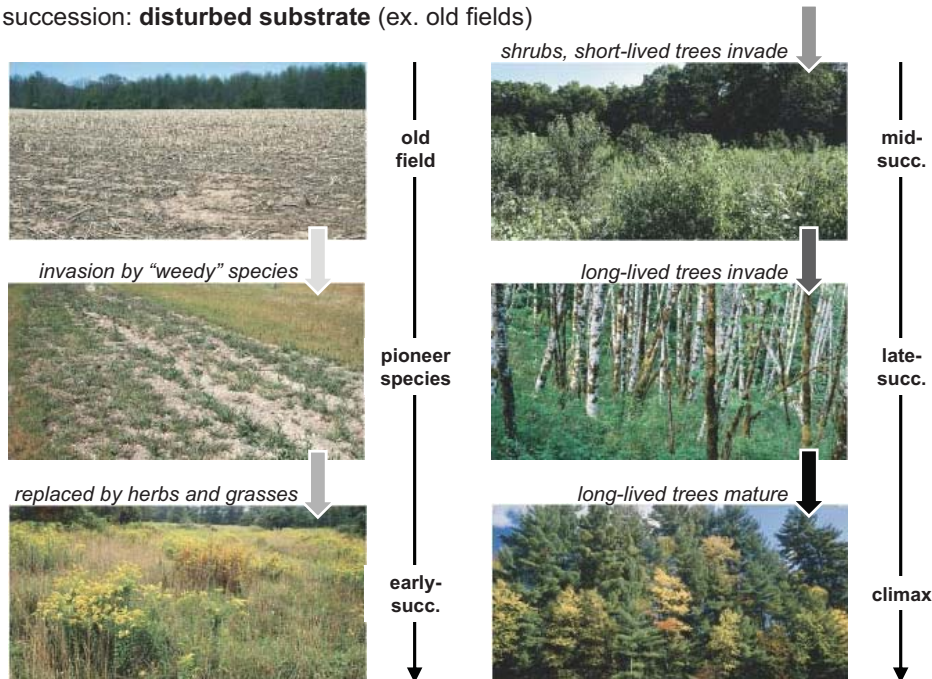 succession: disturbed substrate (ex. old fields)
old
field
invasion by “weedy” species
pioneer
species
replaced by herbs and grasses
early-
succ.
shrubs, short-lived trees invade
mid-
succ.
long-lived trees invade
late-
succ.
long-lived trees mature
climax